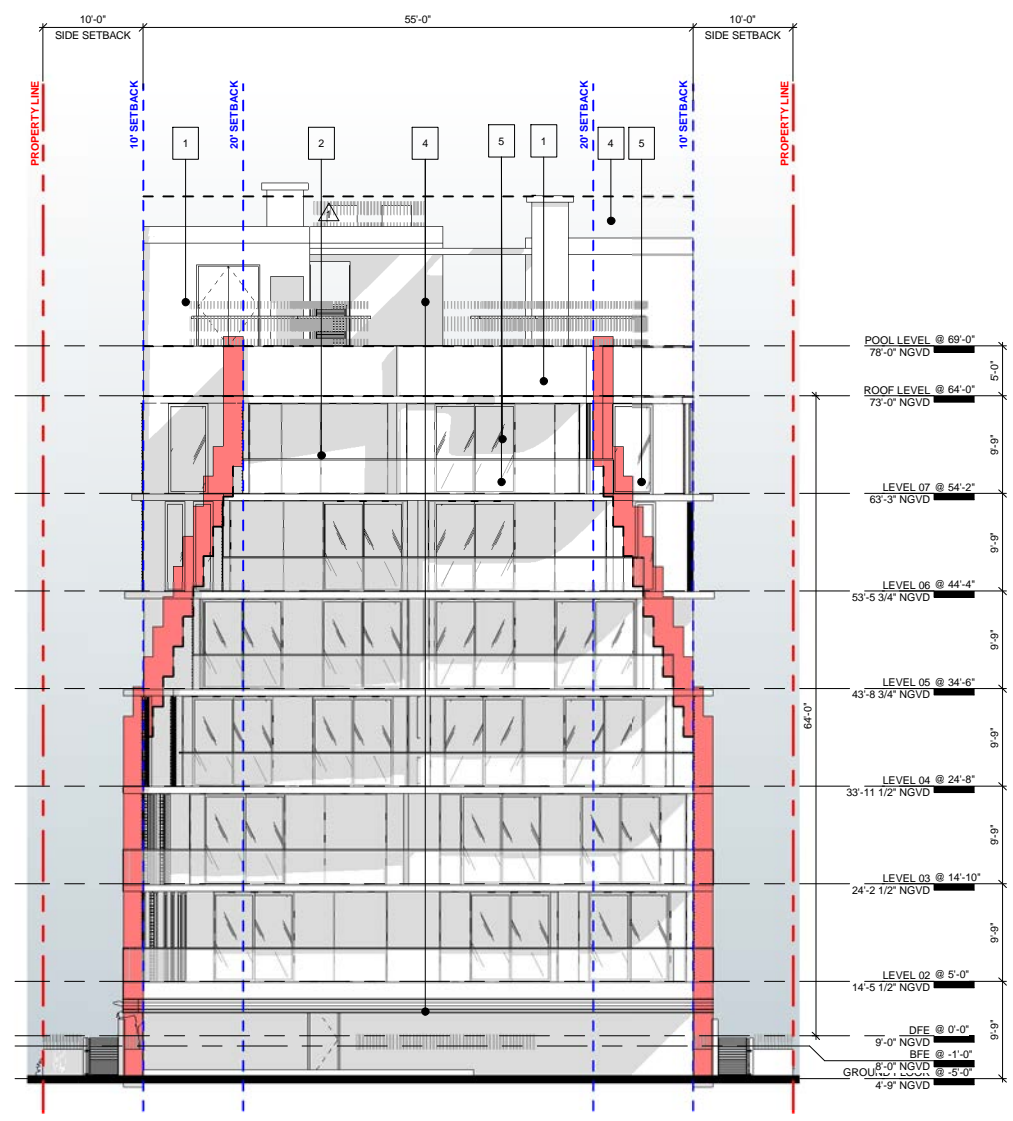 10'-0" 55'-0" 10'-0"
SIDE SETBACK SIDE SETBACK
PROPERTY LINE
10' SETBACK
20' SETBACK
20' SETBACK
10' SETBACK
PROPERTY LINE
1 2 4 5 1 4 5
POOL LEVEL @ 69'-0"
78'-0" NGVD
5'-0"
ROOF LEVEL @ 64'-0"
73'-0" NGVD
9'-9"
LEVEL 07 @ 54'-2"
63'-3" NGVD
9'-9"
LEVEL 06 @ 44'-4"
53'-5 3/4" NGVD
9'-9"
LEVEL 05 @ 34'-6"
43'-8 3/4" NGVD
64'-0"
9'-9"
LEVEL 04 @ 24'-8"
33'-11 1/2" NGVD
9'-9"
LEVEL 03 @ 14'-10"
24'-2 1/2" NGVD
9'-9"
LEVEL 02 @ 5'-0"
14'-5 1/2" NGVD
9'-9"
DFE @ 0'-0"
9'-0" NGVD
BFE @ -1'-0"
8'-0" NGVD
GROUND FLOOR @ -5'-0"
4'-9" NGVD